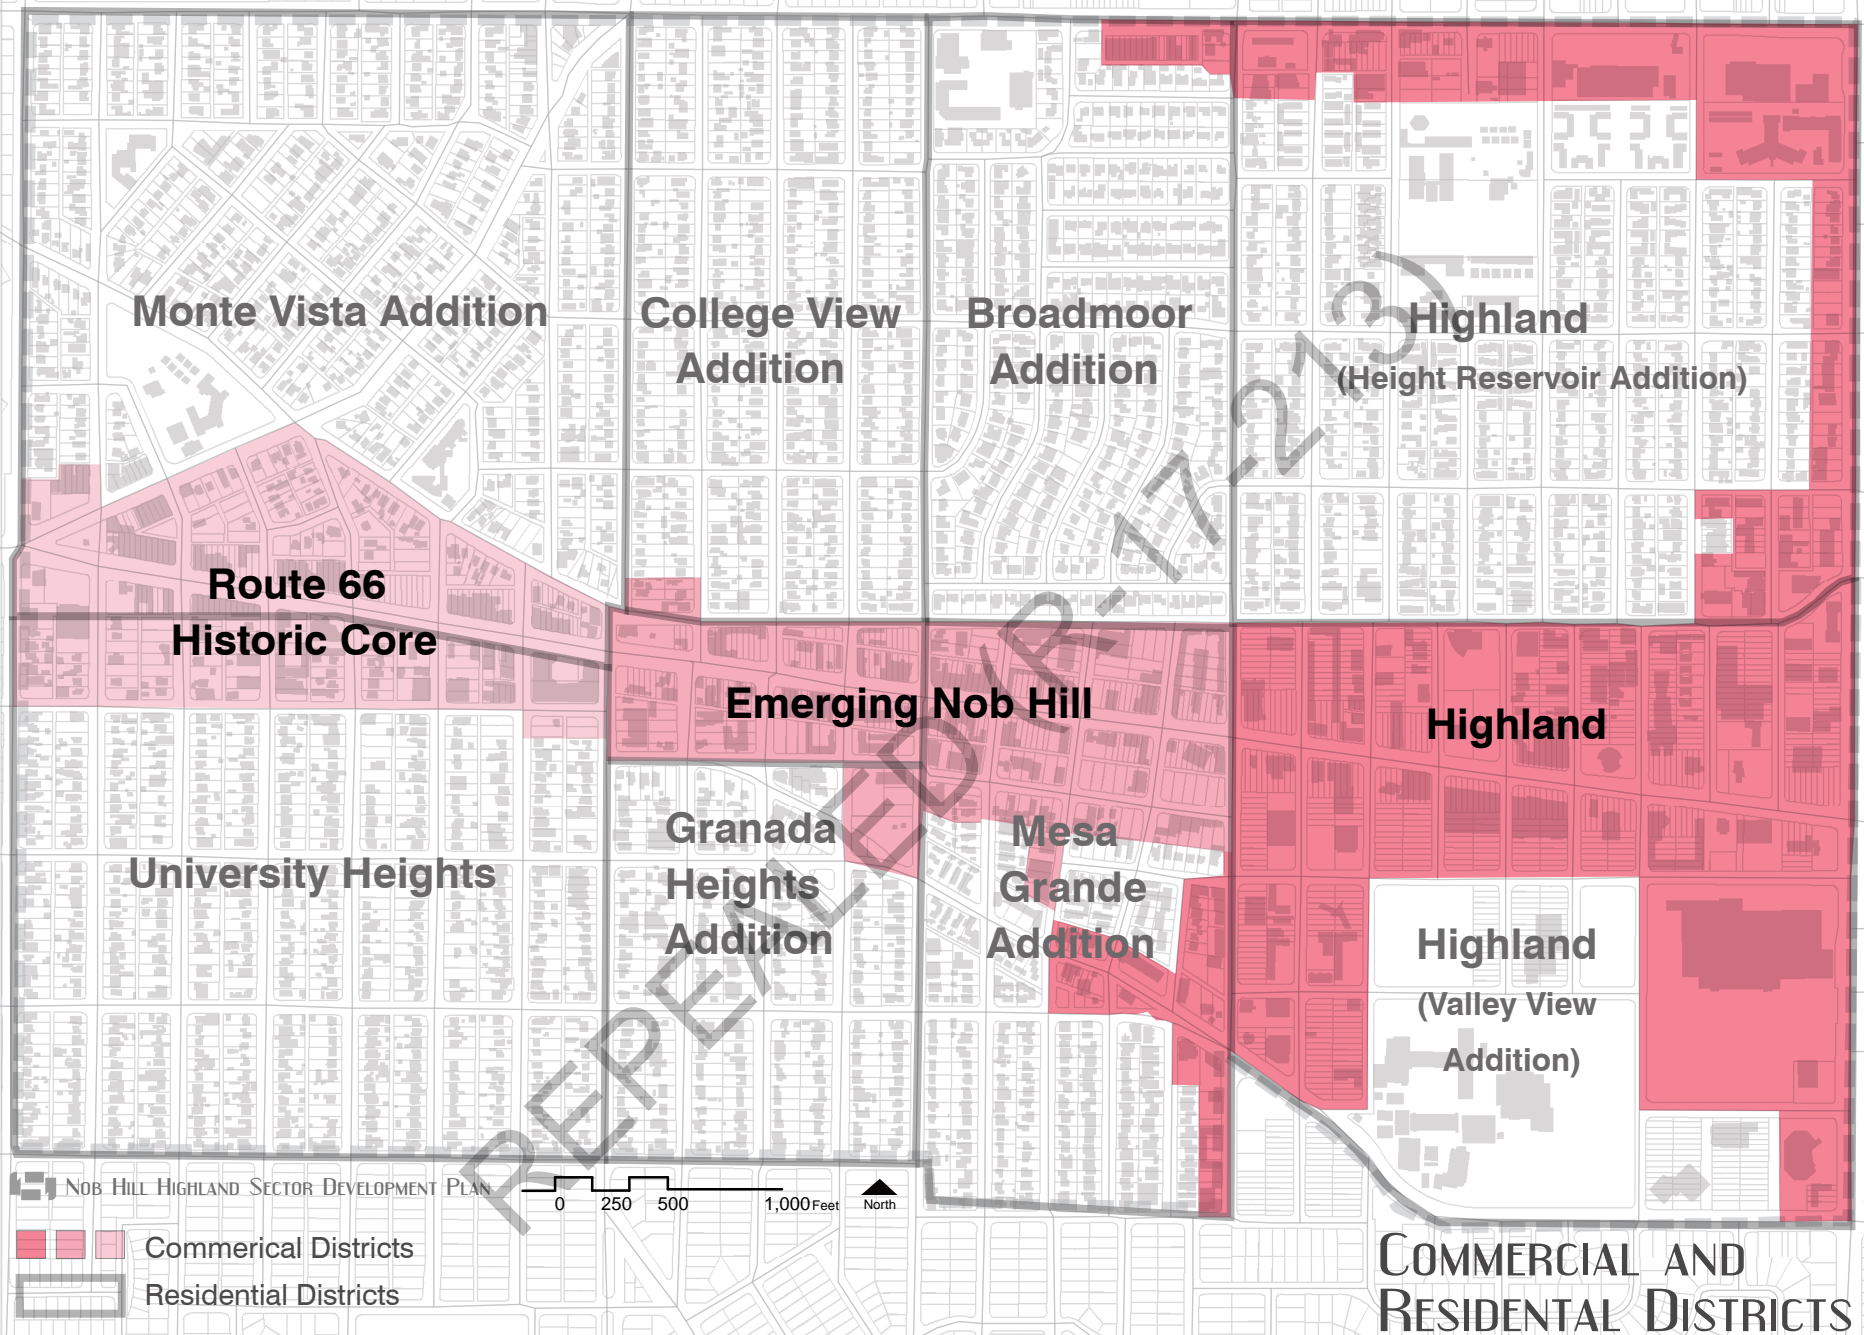 Monte Vista Addition
College View
Addition
Broadmoor
Addition
Highland
(Height Reservoir Addition)
Route 66
Historic Core
Emerging Nob Hill
Highland
University Heights
Granada
Heights
Addition
Mesa
Grande
Addition
Highland
(Valley View
Addition)
REPEALED (R-17-213)
Nob Hill Highland Sector Development Plan
0 250 500 1,000 Feet
North
Commerical Districts
Residential Districts
Commercial and
Residental Districts